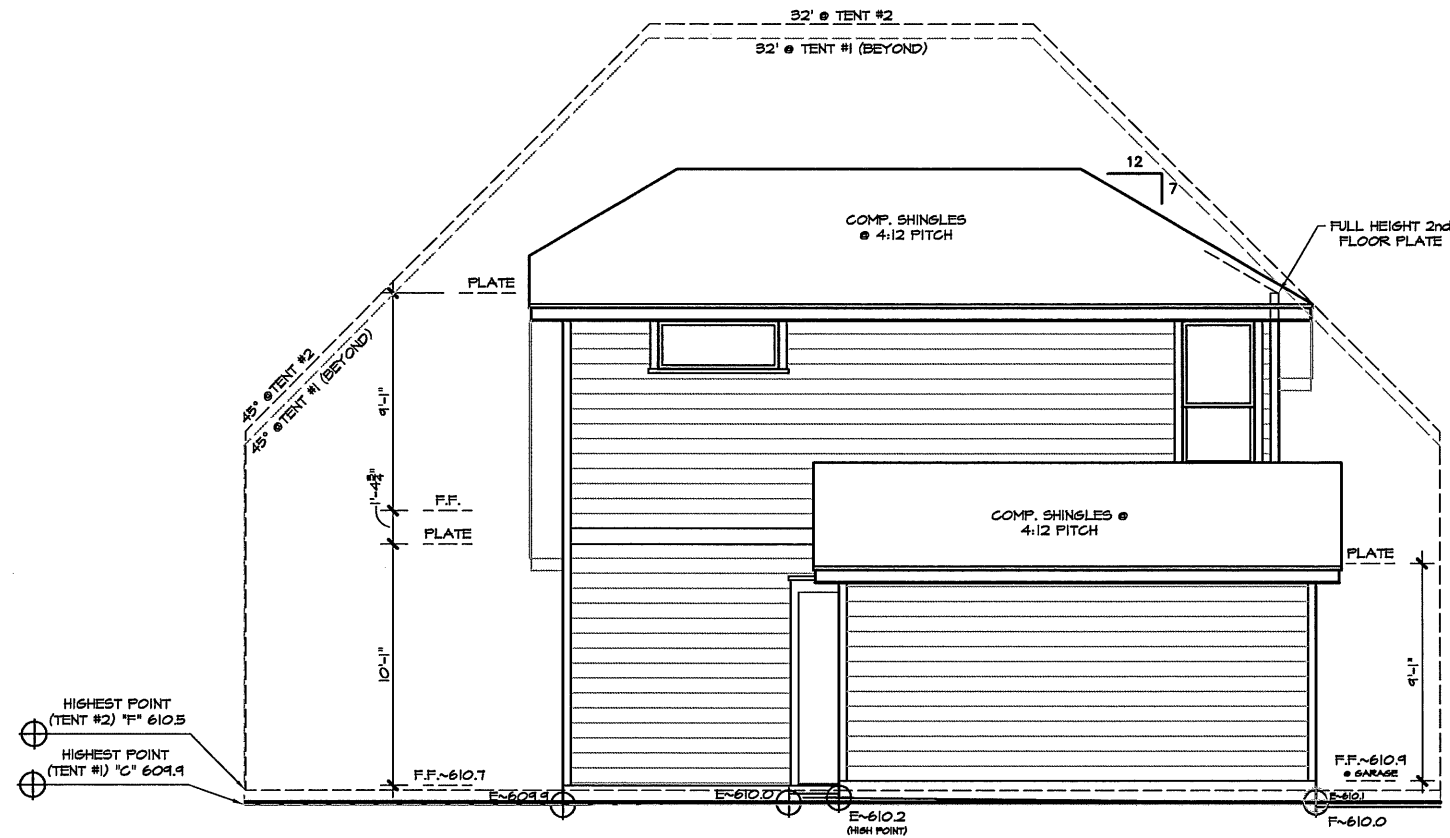 32' @ TENT #2
32' @ TENT #1 (BEYOND)
12
7
COMP. SHINGLES
@ 4:12 PITCH
FULL HEIGHT 2nd
FLOOR PLATE
PLATE
45° @ TENT #2
45° @ TENT #1 (BEYOND)
9'-1"
1'-4 3/4"
F.F.
PLATE
COMP. SHINGLES @
4:12 PITCH
PLATE
10'-1"
9'-1"
HIGHEST POINT
(TENT #2) "F" 610.5
HIGHEST POINT
(TENT #1) "C" 609.9
F.F.~610.7
F.F.~610.9
@ GARAGE
E~609.9
E~610.0
E~610.2
(HIGH POINT)
E~610.1
F~610.0